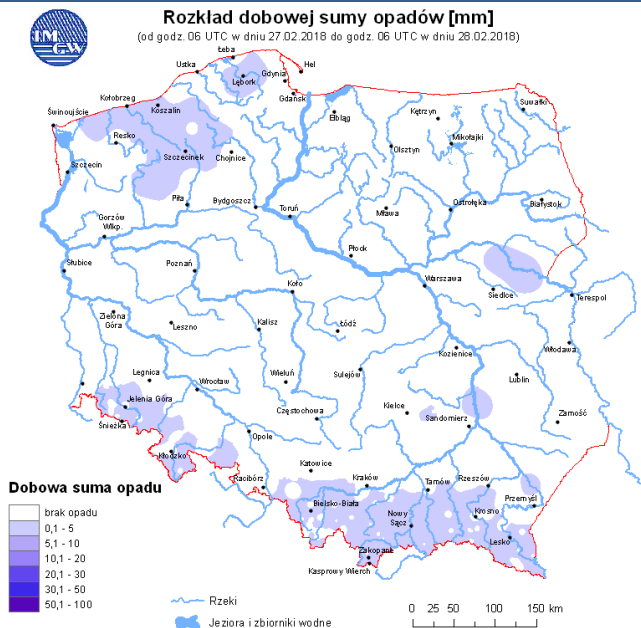 IM
GW
Rozkład dobowej sumy opadów [mm]
(od godz. 06 UTC w dniu 27.02.2018 do godz. 06 UTC w dniu 28.02.2018)
Łeba
Ustka
Hel
Lębork
Gdynia
Gdańsk
Kołobrzeg
Koszalin
Suwałki
Świnoujście
Elbląg
Kętrzyn
Resko
Mikołajki
Szczecinek
Chojnice
Olsztyn
Szczecin
Piła
Bydgoszcz
Toruń
Mława
Ostrołęka
Białystok
Gorzów
Wlkp.
Płock
Słubice
Poznań
Koło
Warszawa
Siedlce
Terespol
Zielona
Góra
Leszno
Kalisz
Łódź
Włodawa
Kozienice
Legnica
Wrocław
Wieluń
Sulejów
Lublin
Jelenia Góra
Częstochowa
Kielce
Sandomierz
Zamość
Śnieżka
Opole
Kłodzko
Katowice
Racibórz
Kraków
Tarnów
Rzeszów
Przemyśl
Bielsko-Biała
Nowy
Sącz
Krosno
Lesko
Zakopane
Kasprowy Wierch
Dobowa suma opadu
brak opadu
0,1 - 5
5,1 - 10
10,1 - 20
20,1 - 30
30,1 - 50
50,1 - 100
Rzeki
Jeziora i zbiorniki wodne
0 25 50 100 150 km